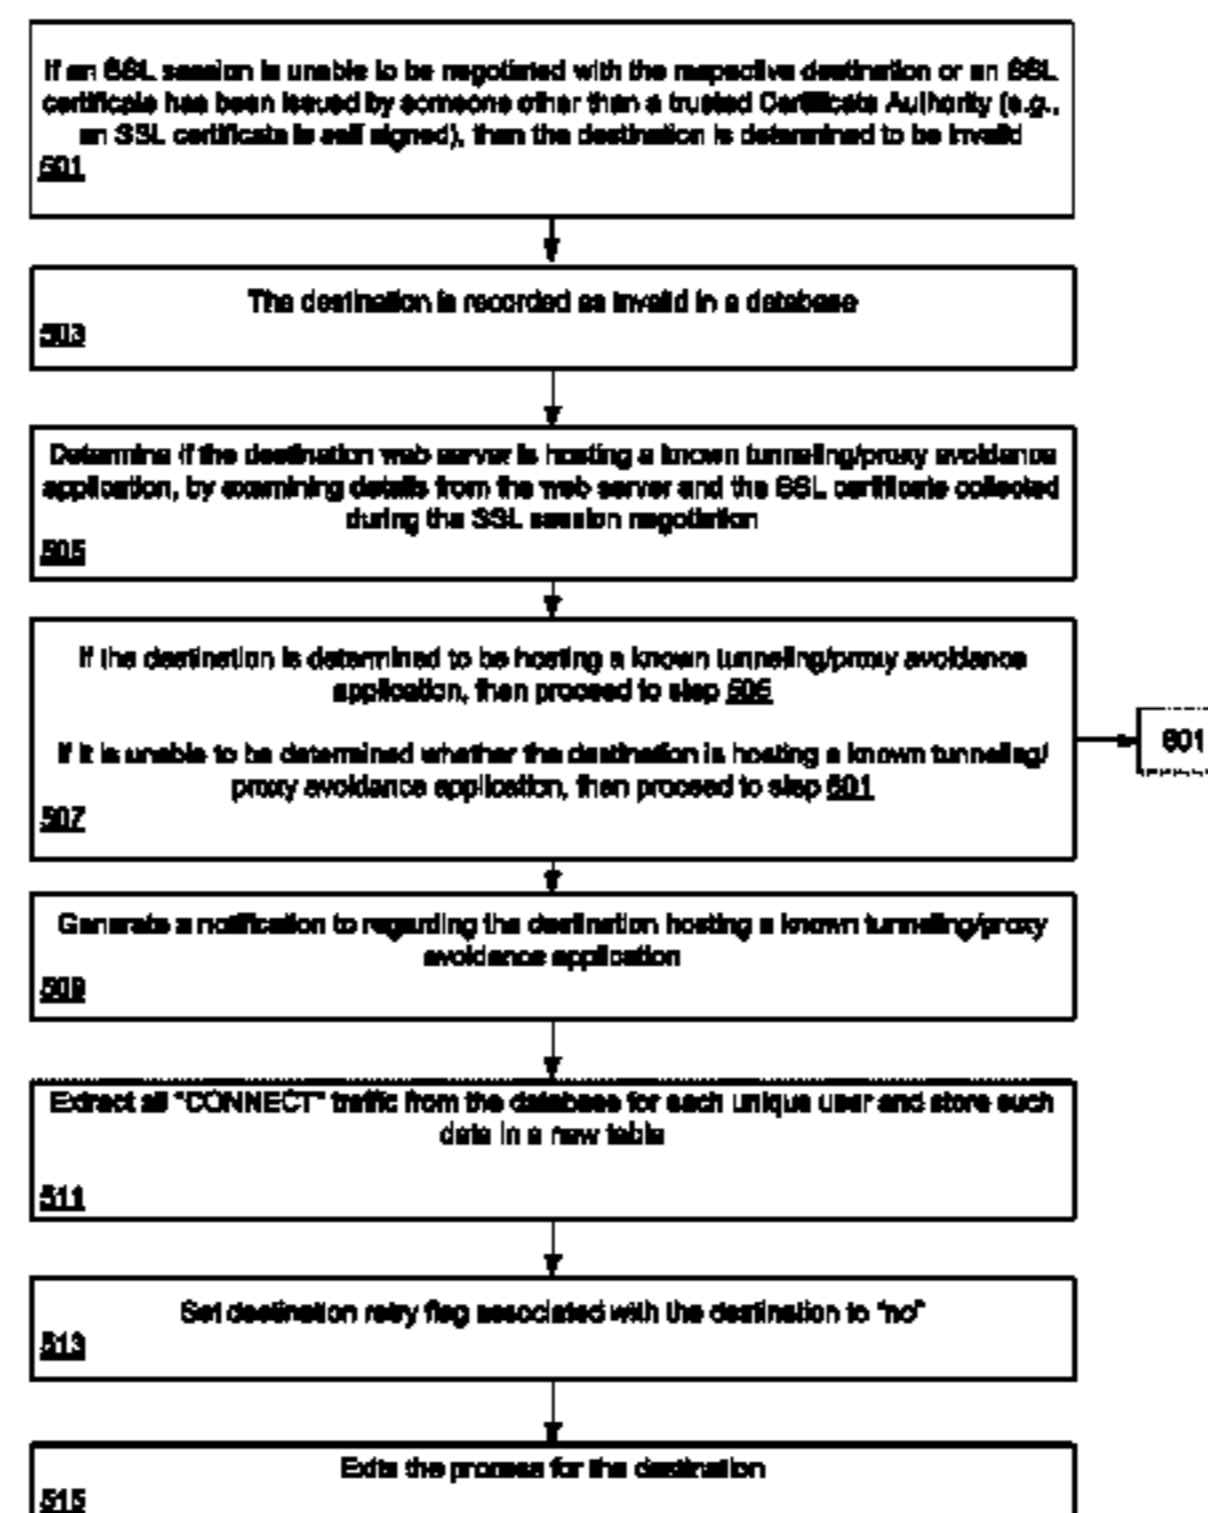 If an SSL session is unable to be negotiated with the respective destination or an SSL
certificate has been issued by someone other than a trusted Certificate Authority (e.g.,
an SSL certificate is self signed), then the destination is determined to be invalid
501
The destination is recorded as invalid in a database
503
Determine if the destination web server is hosting a known tunneling/proxy avoidance
application, by examining details from the web server and the SSL certificate collected
during the SSL session negotiation
505
If the destination is determined to be hosting a known tunneling/proxy avoidance
application, then proceed to step
If it is unable to be determined whether the destination is hosting a known tunneling/
proxy avoidance application, then proceed to step 601
507
601
Generate a notification to regarding the destination hosting a known tunneling/proxy
avoidance application
509
Extract all "CONNECT" traffic from the database for each unique user and store such
data in a new table
511
Set destination retry flag associated with the destination to "no"
513
Exits the process for the destination
515